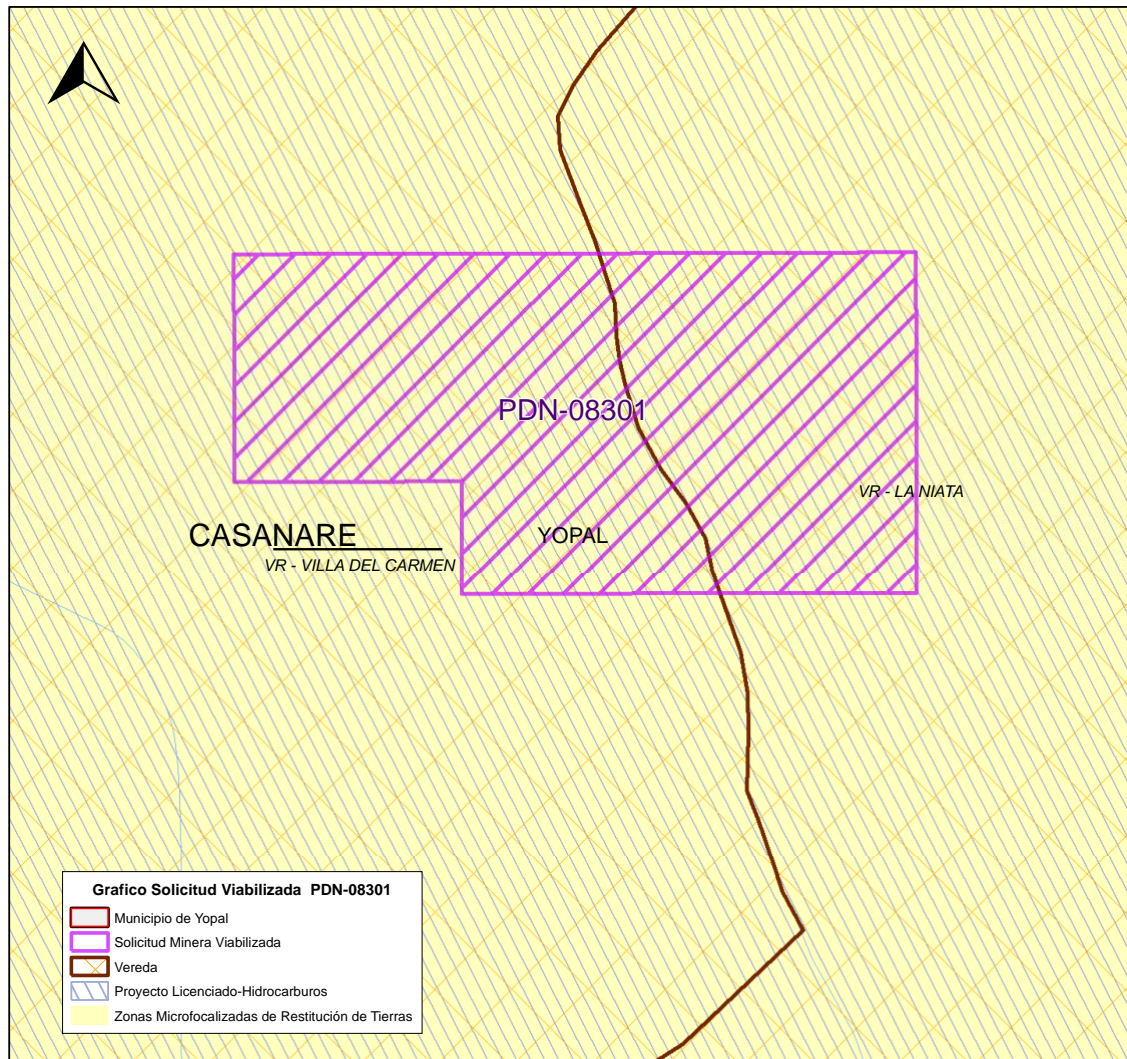 PDN-08301
VR - LA NIATA
CASANARE
YOPAL
VR - VILLA DEL CARMEN
Grafico Solicitud Viabilizada PDN-08301
Municipio de Yopal
Solicitud Minera Viabilizada
Vereda
Proyecto Licenciado-Hidrocarburos
Zonas Microfocalizadas de Restitución de Tierras